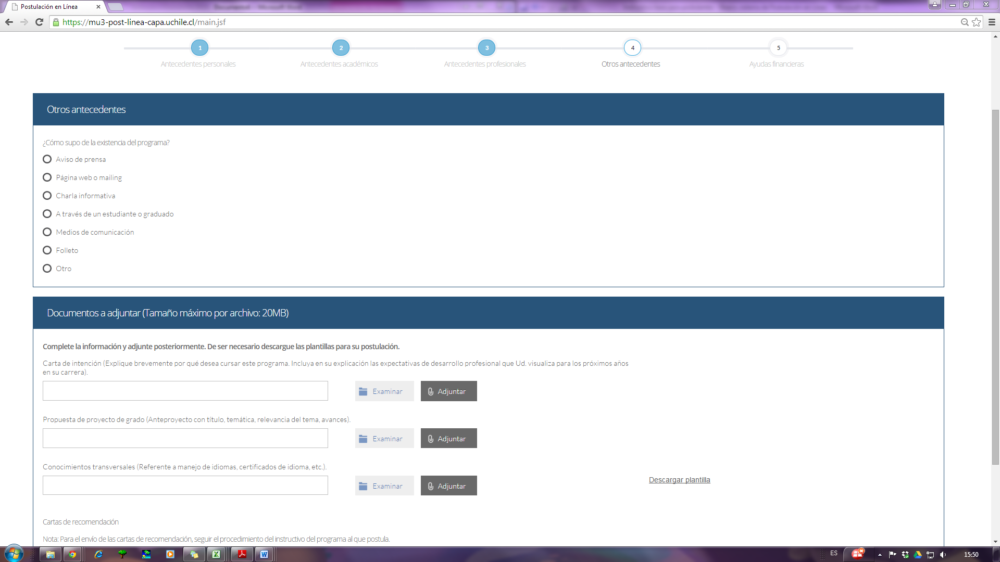 Postulación en Línea
https://mu3-post-linea-capa.uchile.cl/main.jsf
1 2 3 4 5
Antecedentes personales Antecedentes académicos Antecedentes profesionales Otros antecedentes Ayudas financieras
Otros antecedentes
¿Cómo supo de la existencia del programa?
Aviso de prensa
Página web o mailing
Charla informativa
A través de un estudiante o graduado
Medios de comunicación
Folleto
Otro
Documentos a adjuntar (Tamaño máximo por archivo: 20MB)
Complete la información y adjunte posteriormente. De ser necesario descargue las plantillas para su postulación.
Carta de intención (Explique brevemente por qué desea cursar este programa. Incluya en su explicación las expectativas de desarrollo profesional que Ud. visualiza para los próximos años
en su carrera).
Examinar Adjuntar
Propuesta de proyecto de grado (Anteproyecto con título, temática, relevancia del tema, avances).
Examinar Adjuntar
Conocimientos transversales (Referente a manejo de idiomas, certificados de idioma, etc.).
Examinar Adjuntar Descargar plantilla
Cartas de recomendación
Nota: Para el envío de las cartas de recomendación, seguir el procedimiento del instructivo del programa al que postula.
ES 15:50